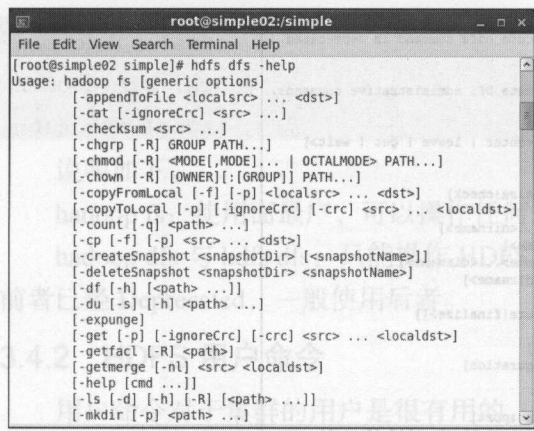 root@simple02:/simple
File Edit View Search Terminal Help
[root@simple02 simple]# hdfs dfs -help
Usage: hadoop fs [generic options]
[-appendToFile <localsrc> ... <dst>]
[-cat [-ignoreCrc] <src> ...]
[-checksum <src> ...]
[-chgrp [-R] GROUP PATH...]
[-chmod [-R] <MODE[,MODE]... | OCTALMODE> PATH...]
[-chown [-R] [OWNER][:[GROUP]] PATH...]
[-copyFromLocal [-f] [-p] <localsrc> ... <dst>]
[-copyToLocal [-p] [-ignoreCrc] [-crc] <src> ... <localdst>]
[-count [-q] <path> ...]
[-cp [-f] [-p] <src> ... <dst>]
[-createSnapshot <snapshotDir> [<snapshotName>]]
[-deleteSnapshot <snapshotDir> <snapshotName>]
[-df [-h] [<path> ...]]
[-du [-s] [-h] <path> ...]
[-expunge]
[-get [-p] [-ignoreCrc] [-crc] <src> ... <localdst>]
[-getfacl [-R] <path>]
[-getmerge [-nl] <src> <localdst>]
[-help [cmd ...]]
[-ls [-d] [-h] [-R] [<path> ...]]
[-mkdir [-p] <path> ...]